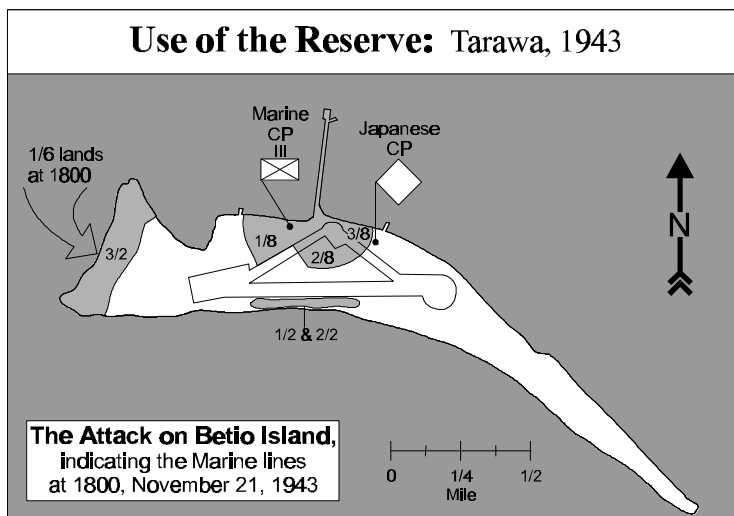 Use of the Reserve: Tarawa, 1943
Marine
CP
III
Japanese
CP
1/6 lands
at 1800
3/2
1/8
3/8
2/8
N
1/2 & 2/2
The Attack on Betio Island,
indicating the Marine lines
at 1800, November 21, 1943
0 1/4 1/2
Mile